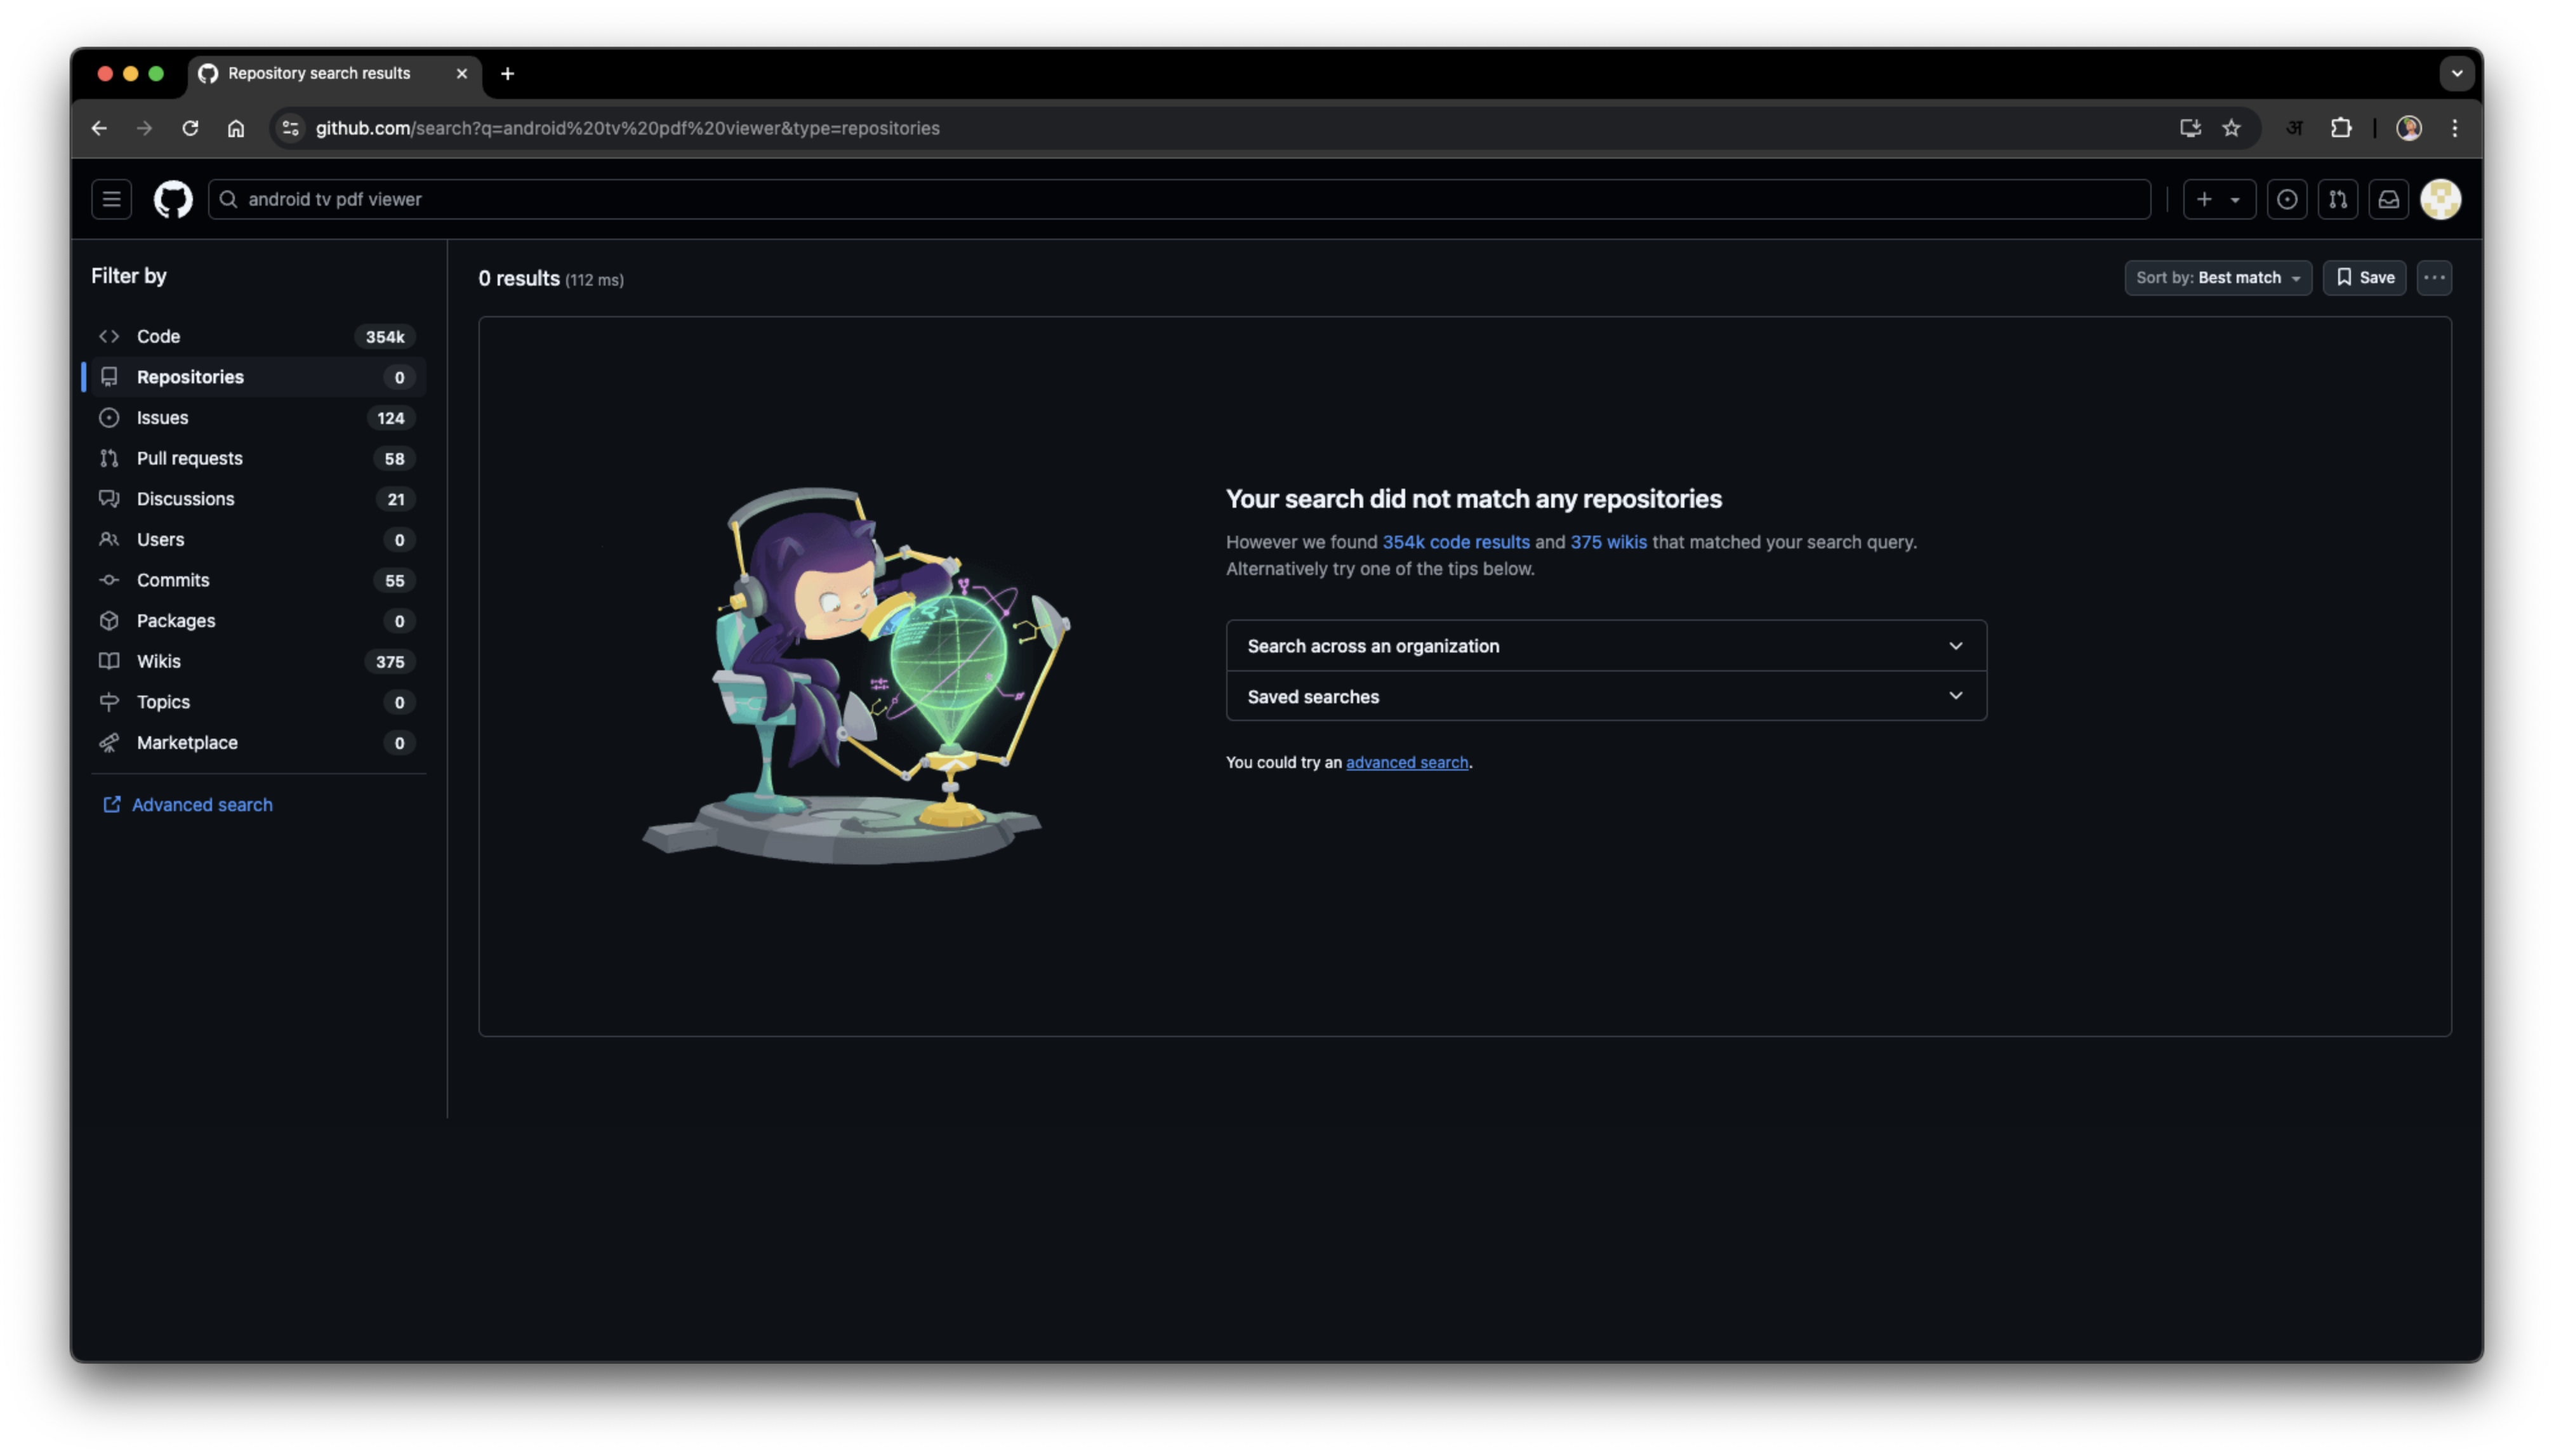 Repository search results
github.com/search?q=android%20tv%20pdf%20viewer&type=repositories
अ
android tv pdf viewer
Filter by
Code 354k
Repositories 0
Issues 124
Pull requests 58
Discussions 21
Users 0
Commits 55
Packages 0
Wikis 375
Topics 0
Marketplace 0
Advanced search
0 results (112 ms)
Sort by: Best match
Save
Your search did not match any repositories
However we found 354k code results and 375 wikis that matched your search query.
Alternatively try one of the tips below.
Search across an organization
Saved searches
You could try an advanced search.